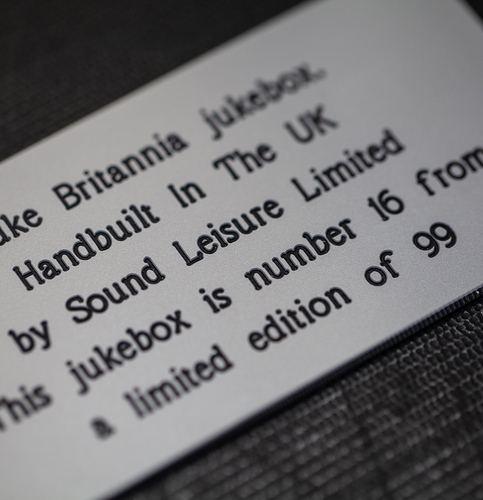 uke Britannia jukebox.
Handbuilt In The UK
by Sound Leisure Limited
This jukebox is number 16 from
a limited edition of 99